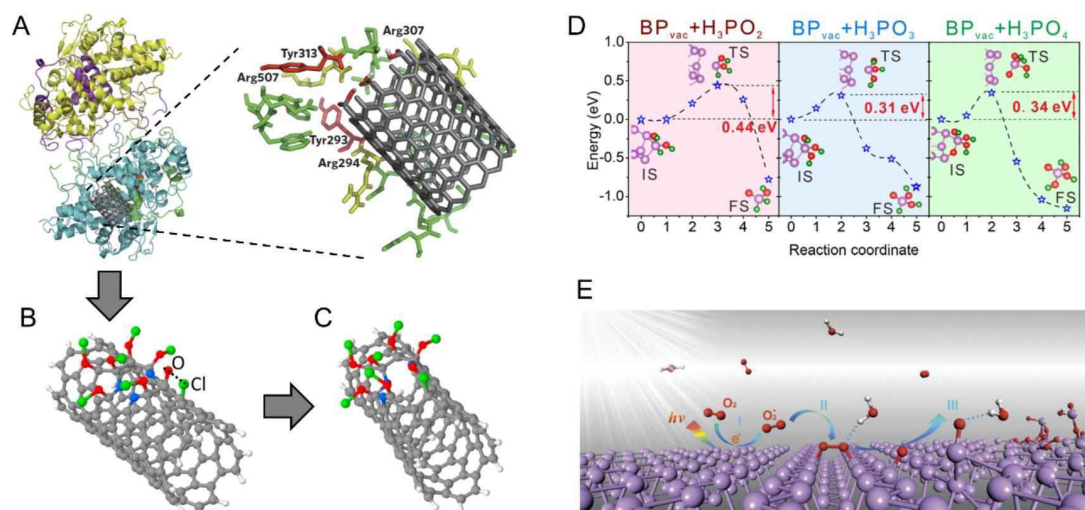 A
Arg307
Tyr313
Arg507
Tyr293
Arg294
B
O
Cl
C
D
BPvac+H3PO2
BPvac+H3PO3
BPvac+H3PO4
TS
TS
TS
Energy (eV)
0.5
0.0
-0.5
-1.0
0.44 eV
0.31 eV
0.34 eV
IS
IS
IS
FS
FS
FS
0 1 2 3 4 5
0 1 2 3 4 5
0 1 2 3 4 5
Reaction coordinate
E
hν
O2
I
e-
O2-
II
III